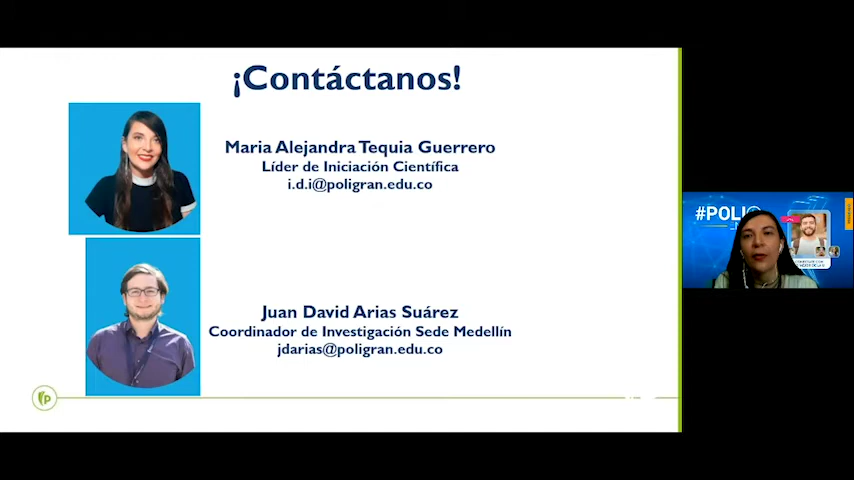 ¡Contáctanos!
Maria Alejandra Tequia Guerrero
Líder de Iniciación Científica
i.d.i@poligran.edu.co
Juan David Arias Suárez
Coordinador de Investigación Sede Medellín
jdarias@poligran.edu.co
#POLI